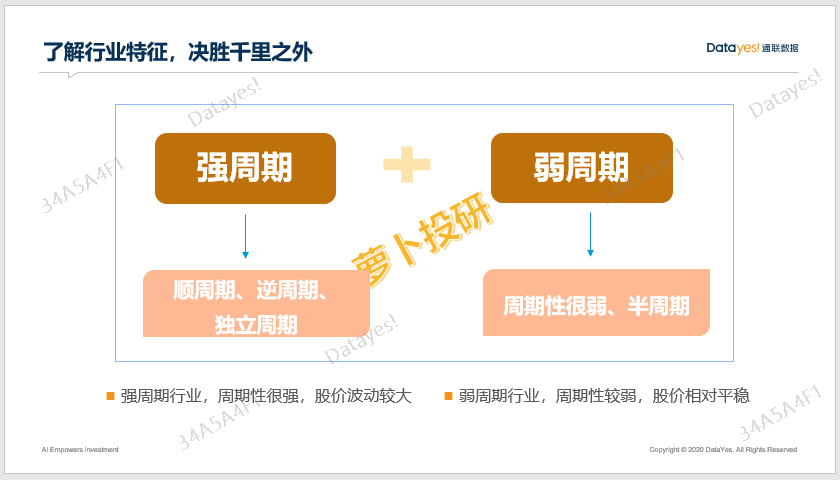 了解行业特征，决胜千里之外
Datayes! 通联数据
Datayes!
Datayes!
34A5A4F1
强周期
弱周期
34A5A4F1
萝卜投研
顺周期、逆周期、
独立周期
周期性很弱、半周期
Datayes!
强周期行业，周期性很强，股价波动较大
弱周期行业，周期性较弱，股价相对平稳
34A5A4F1
34A5A4F1
AI Empowers Investment
Copyright © 2020 DataYes. All Rights Reserved